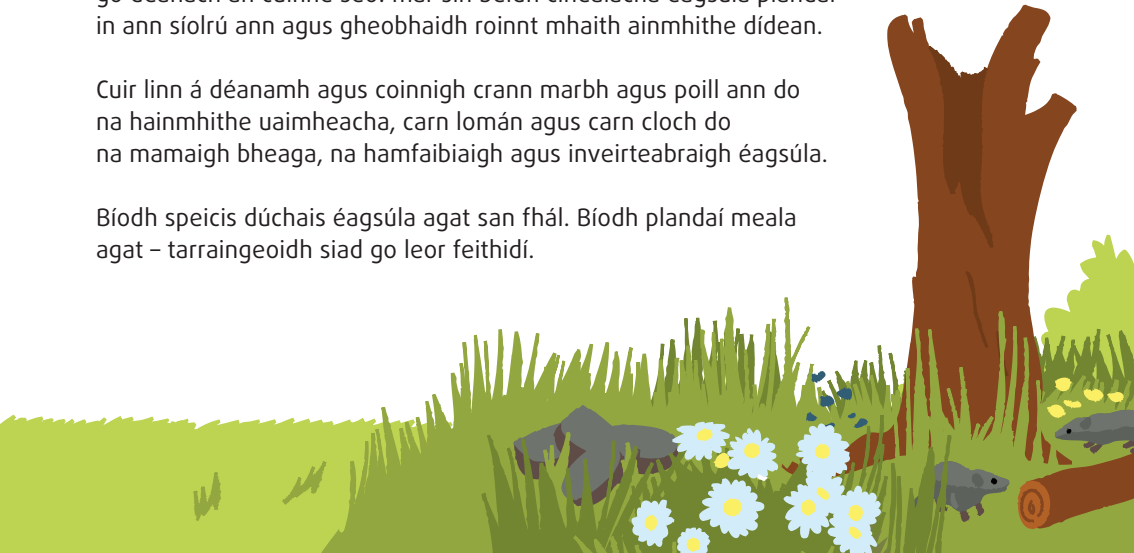 in ann síolrú ann agus gheobhaidh roinnt mhaith ainmhithe dídean.
Cuir linn á déanamh agus coinnigh crann marbh agus poill ann do
na hainmhithe uaimheacha, carn lomán agus carn cloch do
na mamaigh bheaga, na hamfaibiaigh agus inveirteabraigh éagsúla.
Bíodh speicis dúchais éagsúla agat san fhál. Bíodh plandaí meala
agat – tarraingeoidh siad go leor feithidí.